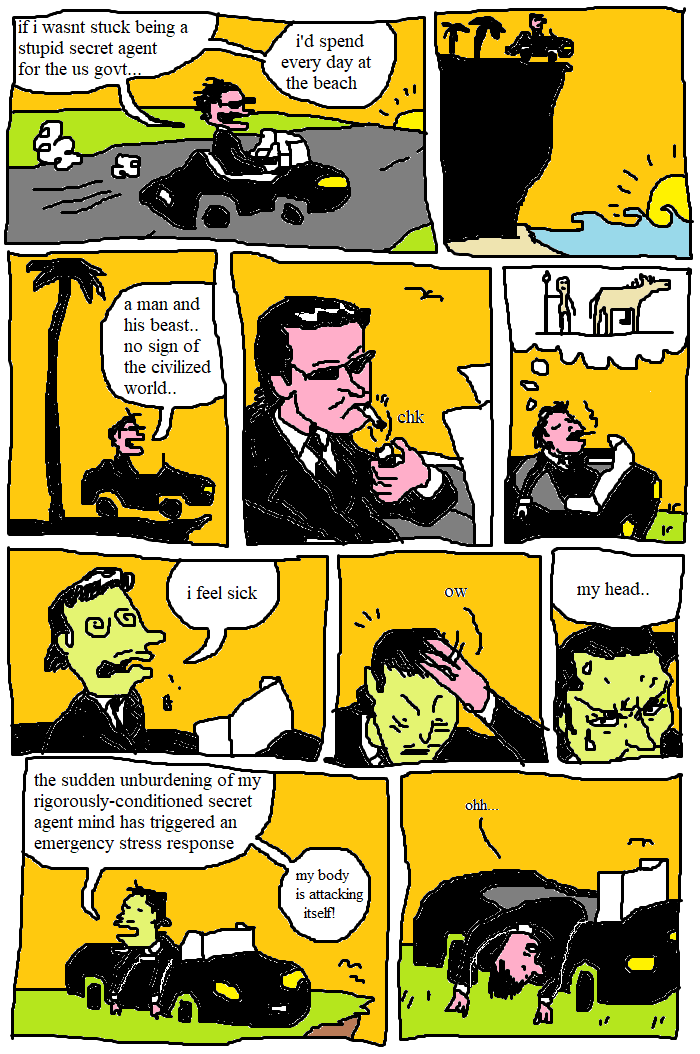 if i wasnt stuck being a
stupid secret agent
for the us govt...
i'd spend
every day at
the beach
a man and
his beast..
no sign of
the civilized
world..
chk
i feel sick
ow
my head..
the sudden unburdening of my
rigorously-conditioned secret
agent mind has triggered an
emergency stress response
my body
is attacking
itself!
ohh...